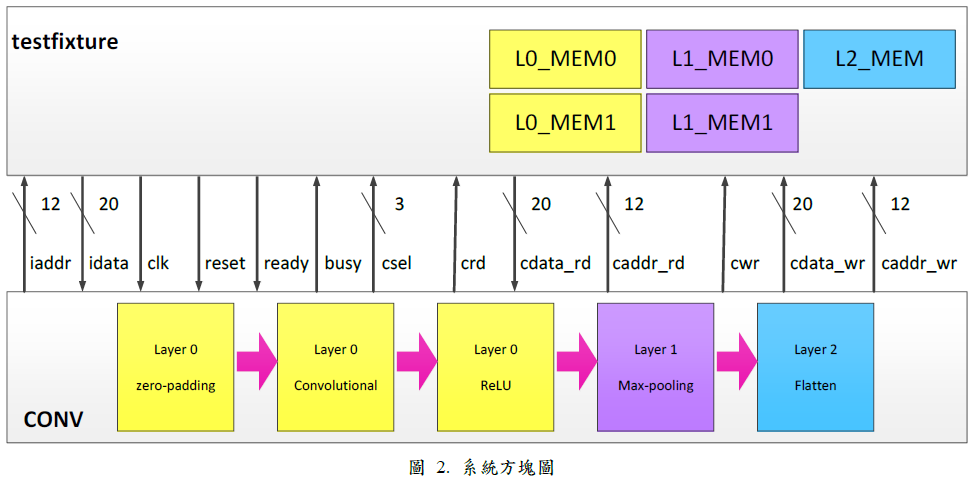 testfixture
L0_MEM0
L1_MEM0
L2_MEM
L0_MEM1
L1_MEM1
12
20
3
20
12
20
12
iaddr
idata
clk
reset
ready
busy
csel
crd
cdata_rd
caddr_rd
cwr
cdata_wr
caddr_wr
Layer 0
zero-padding
Layer 0
Convolutional
Layer 0
ReLU
Layer 1
Max-pooling
Layer 2
Flatten
CONV
圖 2. 系統方塊圖